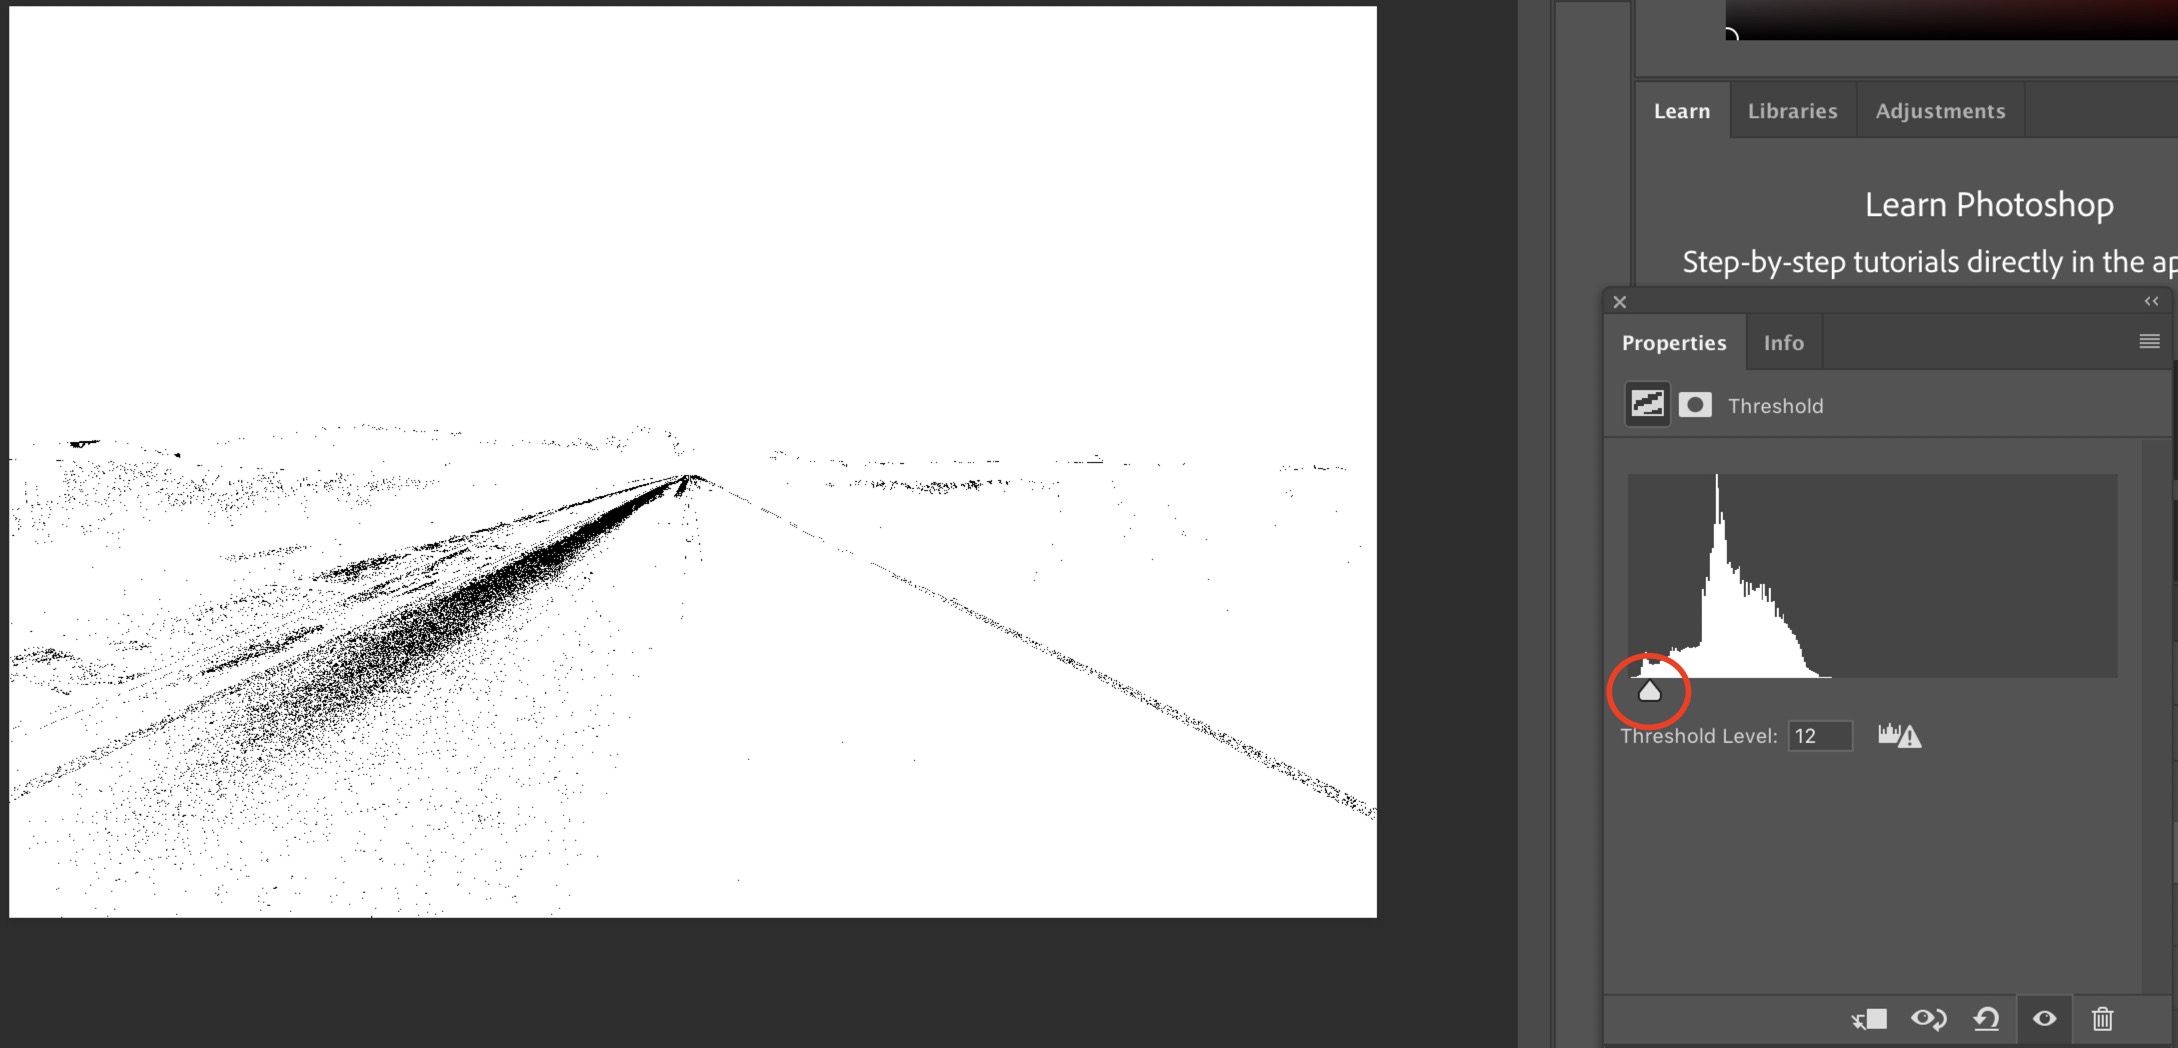 Learn Libraries Adjustments
Learn Photoshop
Step-by-step tutorials directly in the ap
Properties Info
Threshold
Threshold Level: 12